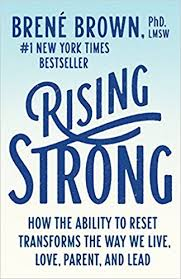 BRENÉ BROWN, PhD, LMSW
#1 NEW YORK TIMES
BESTSELLER
RISING
STRONG
HOW THE ABILITY TO RESET
TRANSFORMS THE WAY WE LIVE,
LOVE, PARENT, AND LEAD